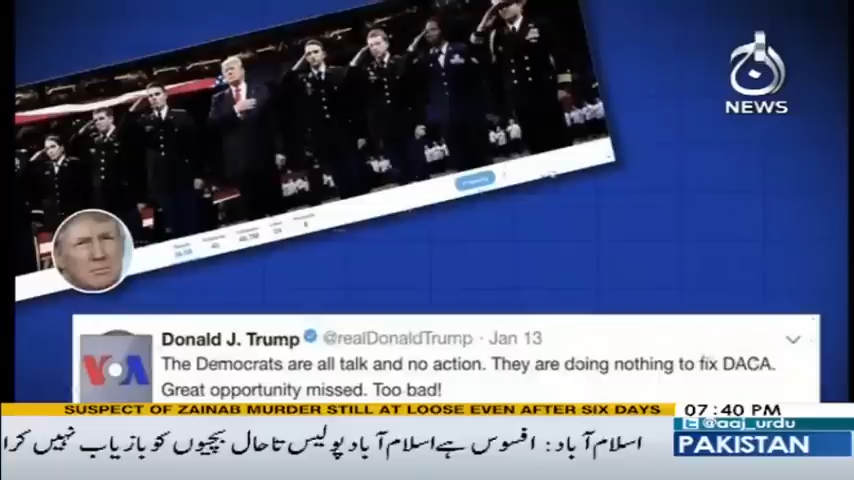 NEWS
Donald J. Trump @realDonaldTrump · Jan 13
VOA
The Democrats are all talk and no action. They are doing nothing to fix DACA.
Great opportunity missed. Too bad!
SUSPECT OF ZAINAB MURDER STILL AT LOOSE EVEN AFTER SIX DAYS
07:40 PM
@aaj_urdu
اسلام آباد : افسوس ہے اسلام آباد پولیس تاحال بچیوں کو بازیاب نہیں کرا
PAKISTAN